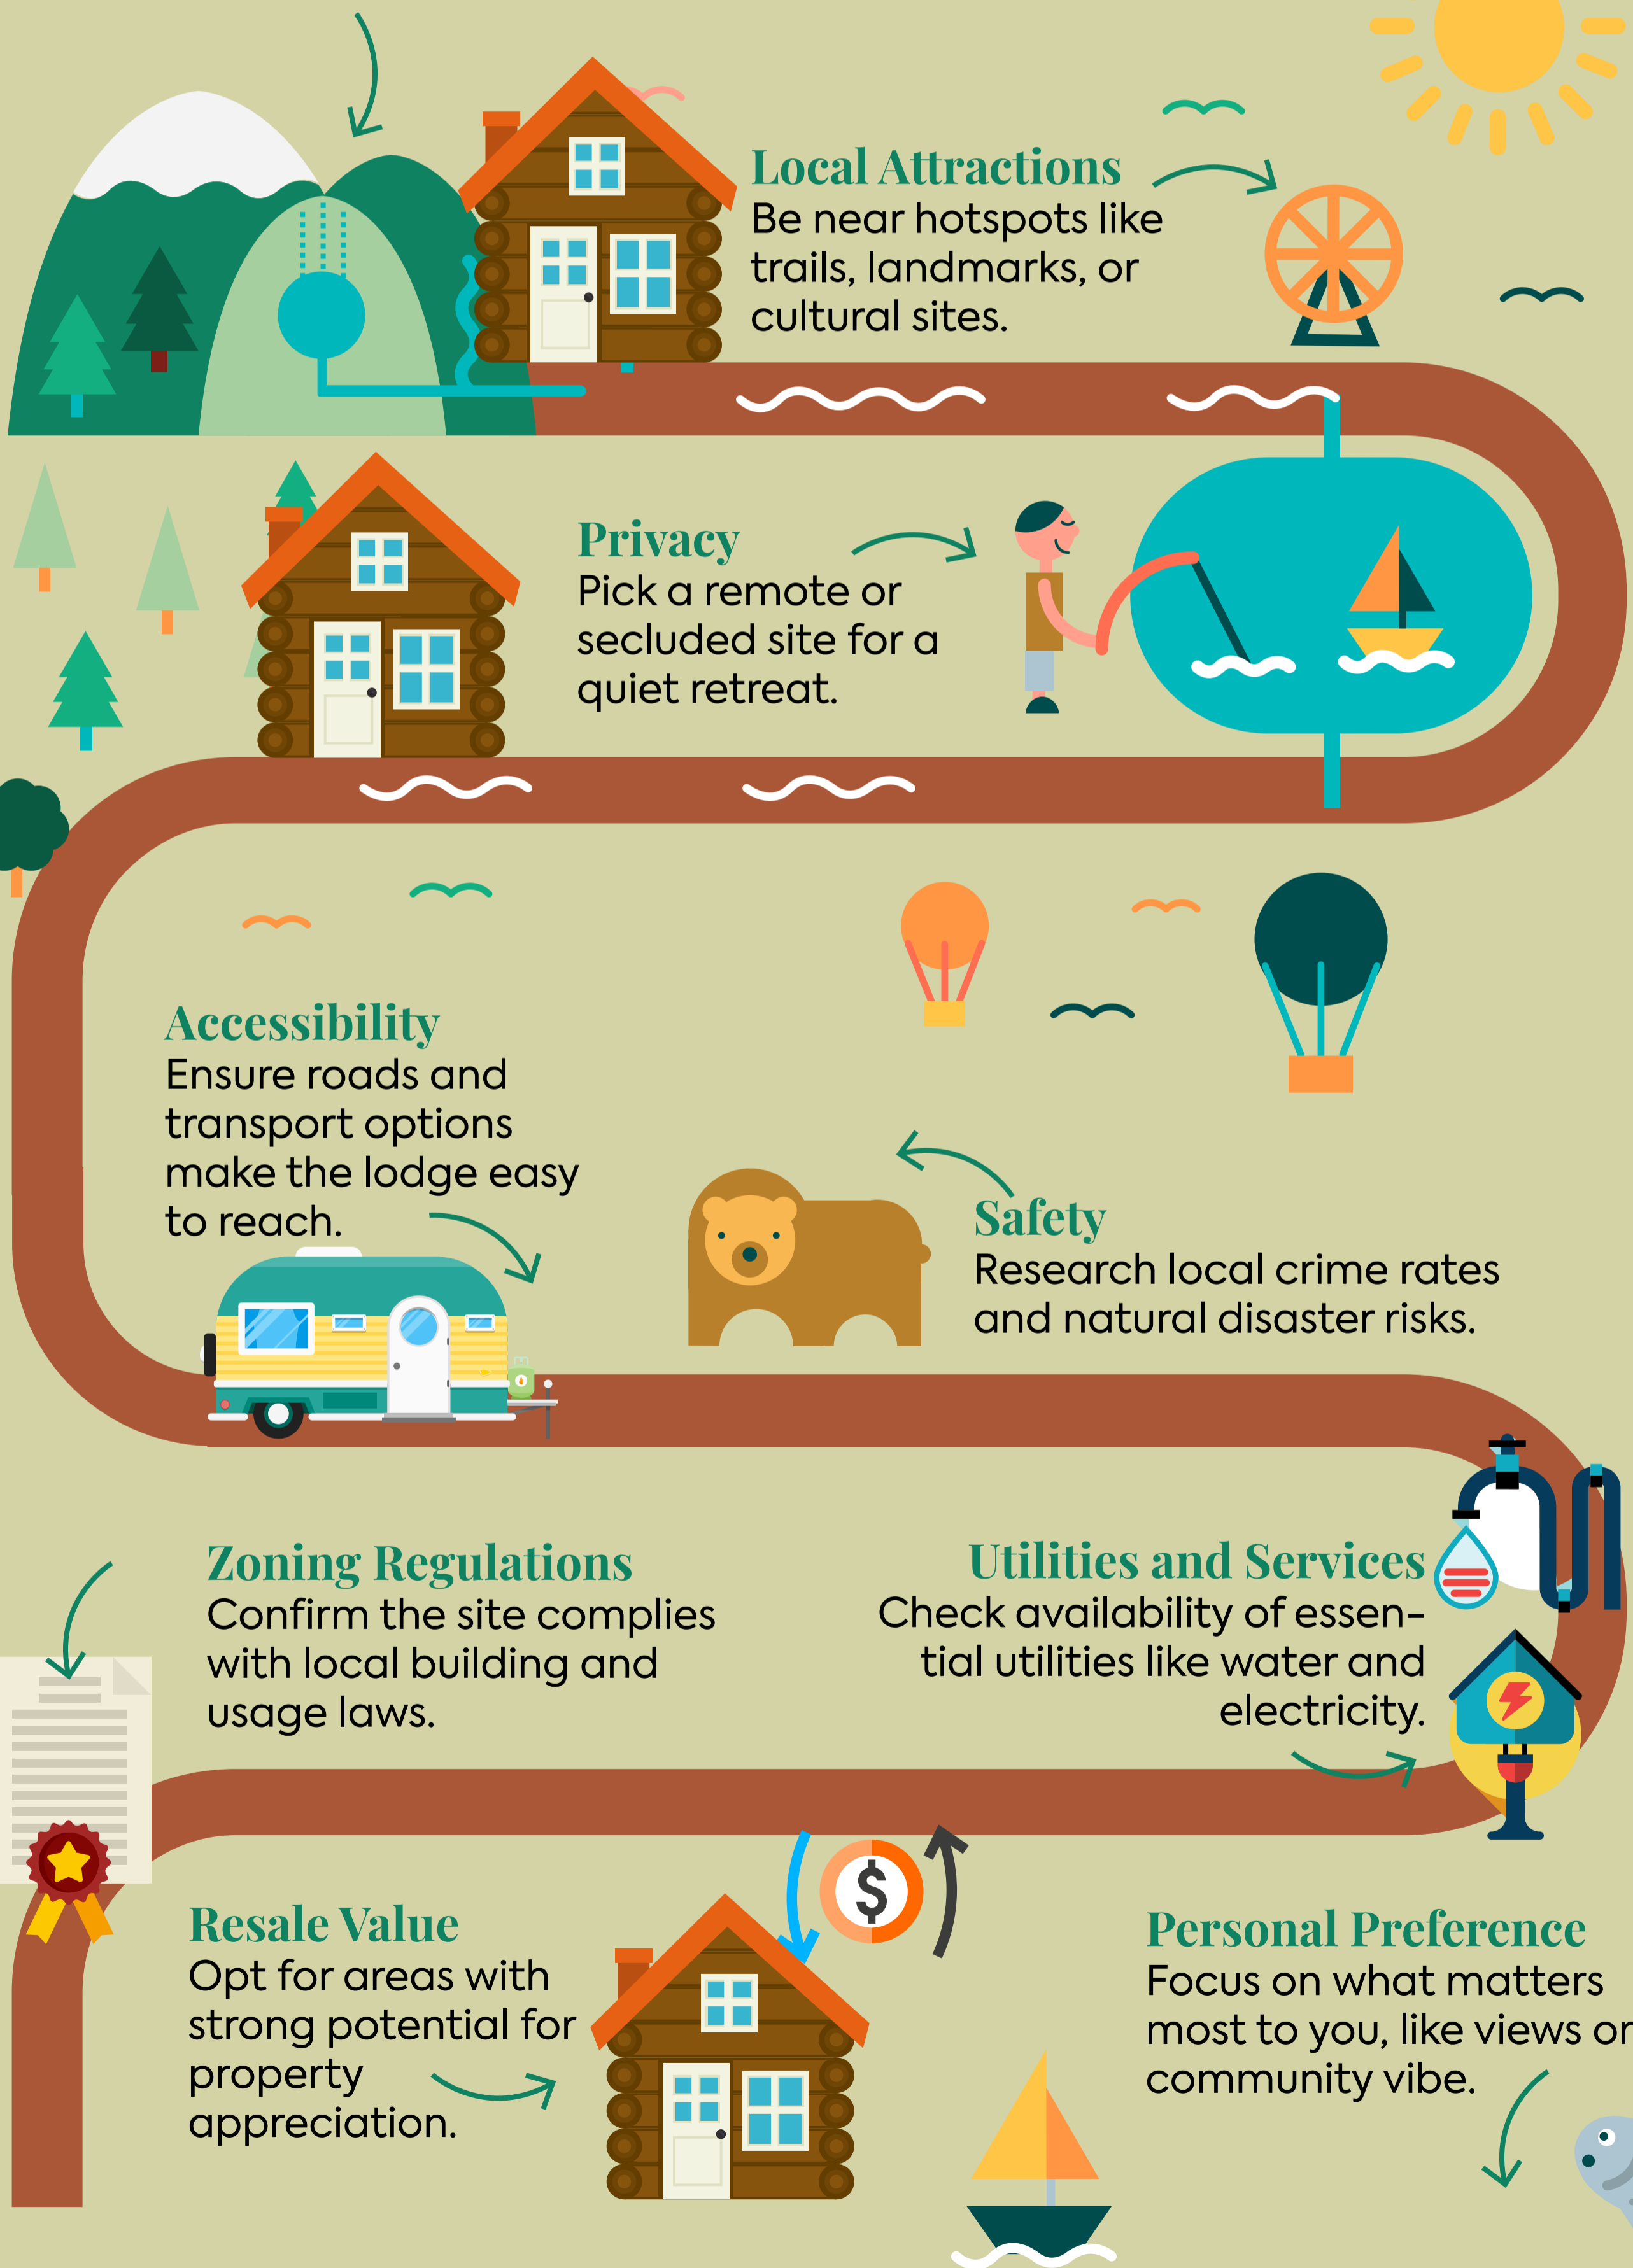 Local Attractions
Be near hotspots like
trails, landmarks, or
cultural sites.
Privacy
Pick a remote or
secluded site for a
quiet retreat.
Accessibility
Ensure roads and
transport options
make the lodge easy
to reach.
Safety
Research local crime rates
and natural disaster risks.
Zoning Regulations
Confirm the site complies
with local building and
usage laws.
Utilities and Services
Check availability of essen-
tial utilities like water and
electricity.
$
Resale Value
Opt for areas with
strong potential for
property
appreciation.
Personal Preference
Focus on what matters
most to you, like views or
community vibe.